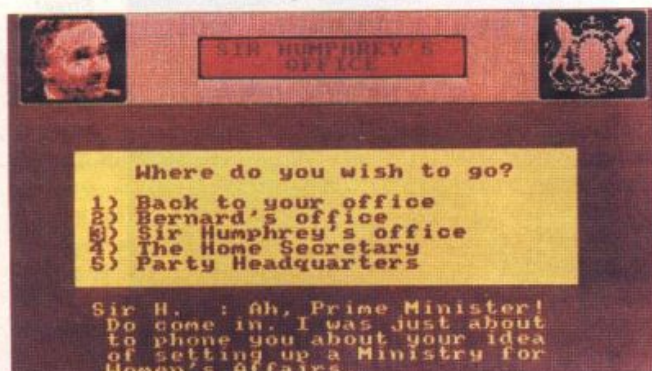 SIR HUMPHREY'S
OFFICE
Where do you wish to go?
1) Back to your office
2) Bernard's office
3) Sir Humphrey's office
4) The Home Secretary
5) Party Headquarters
Sir H. : Ah, Prime Minister!
Do come in. I was just about
to phone you about your idea
of setting up a Ministry for
Women's Affairs